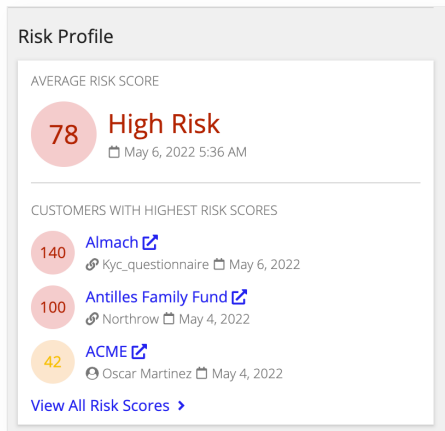 Risk Profile
AVERAGE RISK SCORE
78
High Risk
May 6, 2022 5:36 AM
CUSTOMERS WITH HIGHEST RISK SCORES
140
Almach
Kyc_questionnaire May 6, 2022
100
Antilles Family Fund
Northrow May 4, 2022
42
ACME
Oscar Martinez May 4, 2022
View All Risk Scores